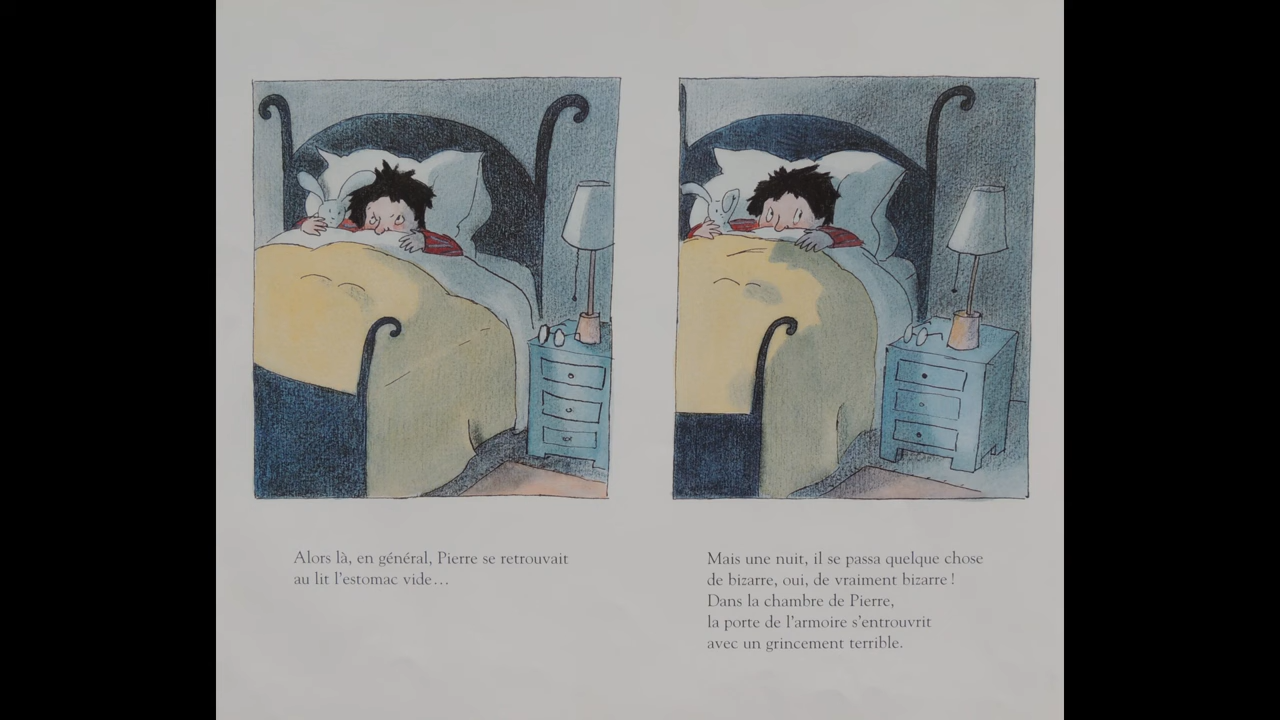 Alors là, en général, Pierre se retrouvait
au lit l'estomac vide…
Mais une nuit, il se passa quelque chose
de bizarre, oui, de vraiment bizarre !
Dans la chambre de Pierre,
la porte de l'armoire s'entrouvrit
avec un grincement terrible.